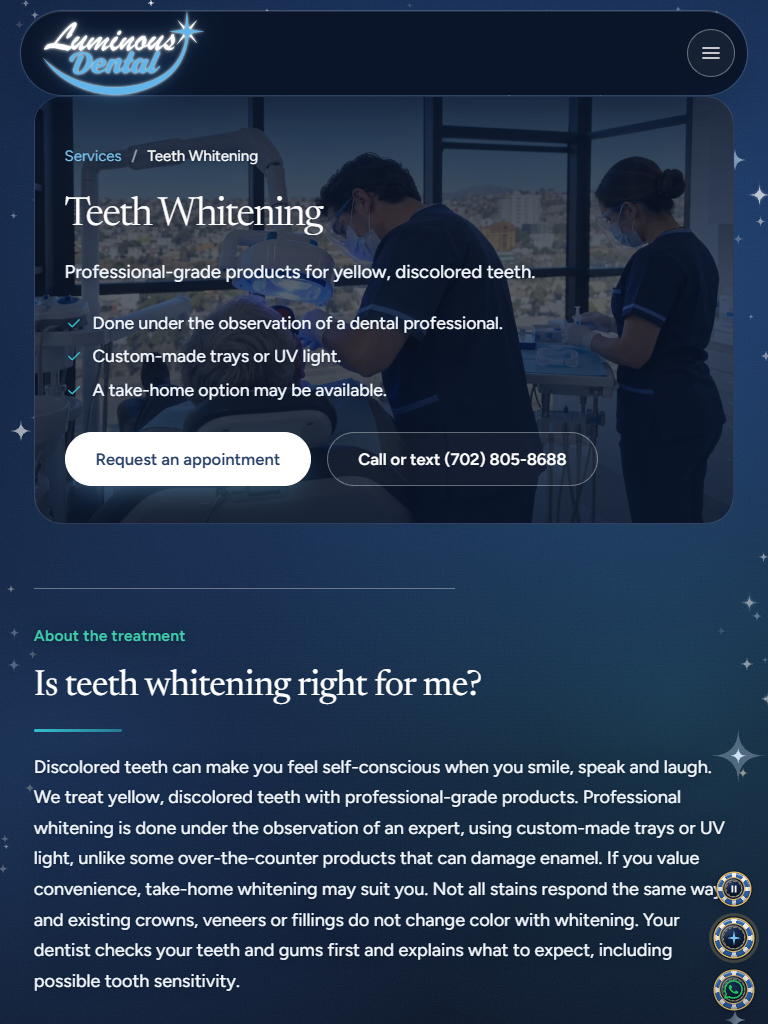 Luminous
Dental
Services / Teeth Whitening
Teeth Whitening
Professional-grade products for yellow, discolored teeth.
Done under the observation of a dental professional.
Custom-made trays or UV light.
A take-home option may be available.
Request an appointment
Call or text (702) 805-8688
About the treatment
Is teeth whitening right for me?
Discolored teeth can make you feel self-conscious when you smile, speak and laugh.
We treat yellow, discolored teeth with professional-grade products. Professional
whitening is done under the observation of an expert, using custom-made trays or UV
light, unlike some over-the-counter products that can damage enamel. If you value
convenience, take-home whitening may suit you. Not all stains respond the same way,
and existing crowns, veneers or fillings do not change color with whitening. Your
dentist checks your teeth and gums first and explains what to expect, including
possible tooth sensitivity.